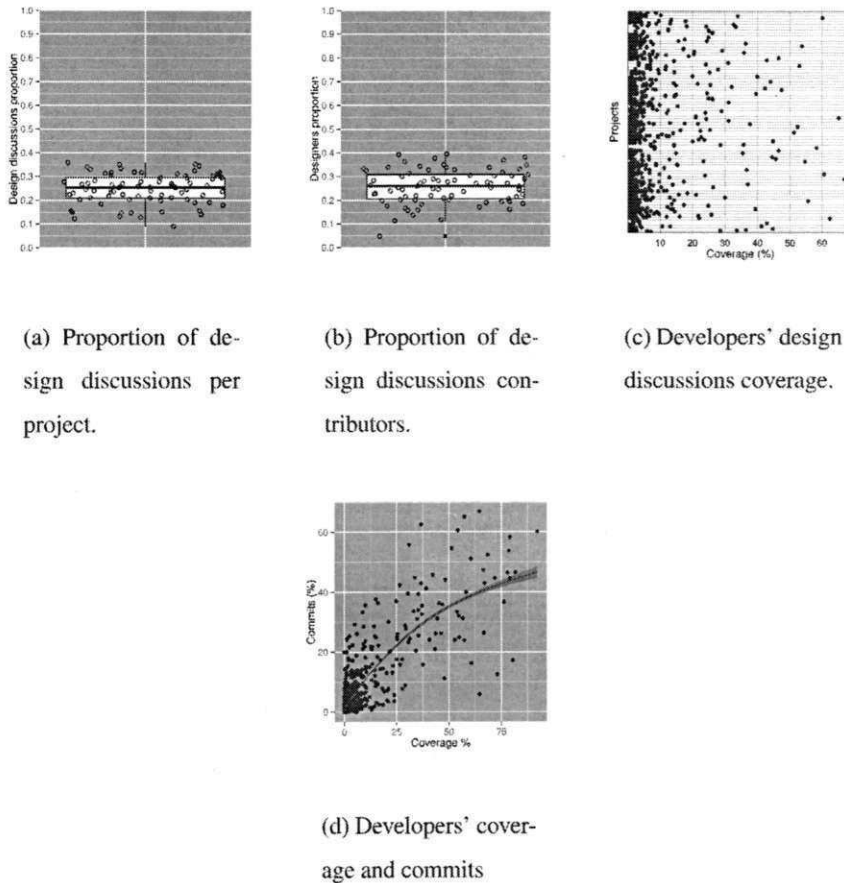 Design discussions proportion
1.0
0.9
0.8
0.7
0.6
0.5
0.4
0.3
0.2
0.1
0.0
Designers proportion
1.0
0.9
0.8
0.7
0.6
0.5
0.4
0.3
0.2
0.1
0.0
Projects
10 20 30 40 50 60
Coverage (%)
(a) Proportion of de-
sign discussions per
project.
(b) Proportion of de-
sign discussions con-
tributors.
(c) Developers' design
discussions coverage.
Commits (%)
60
40
20
0
0 25 50 75
Coverage %
(d) Developers' cover-
age and commits